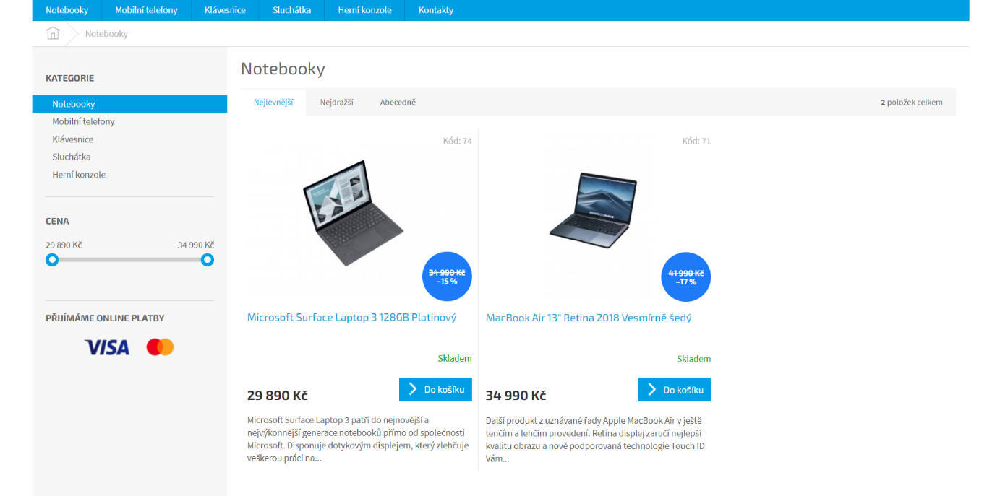 Notebooky
Mobilní telefony
Klávesnice
Sluchátka
Herní konzole
Kontakty
Notebooky
KATEGORIE
Notebooky
Mobilní telefony
Klávesnice
Sluchátka
Herní konzole
CENA
29 890 Kč
34 990 Kč
PŘIJÍMÁME ONLINE PLATBY
VISA
Notebooky
Nejlevnější
Nejdražší
Abecedně
2 položek celkem
Kód: 74
34 990 Kč
–15 %
Microsoft Surface Laptop 3 128GB Platinový
Skladem
29 890 Kč
Do košíku
Microsoft Surface Laptop 3 patří do nejnovější a
nejvýkonnější generace notebooků přímo od společnosti
Microsoft. Disponuje dotykovým displejem, který zlehčuje
veškerou práci na...
Kód: 71
41 990 Kč
–17 %
MacBook Air 13" Retina 2018 Vesmírně šedý
Skladem
34 990 Kč
Do košíku
Další produkt z uznávané řady Apple MacBook Air v ještě
tenčím a lehčím provedení. Retina displej zaručí nejlepší
kvalitu obrazu a nově podporovaná technologie Touch ID
Vám...